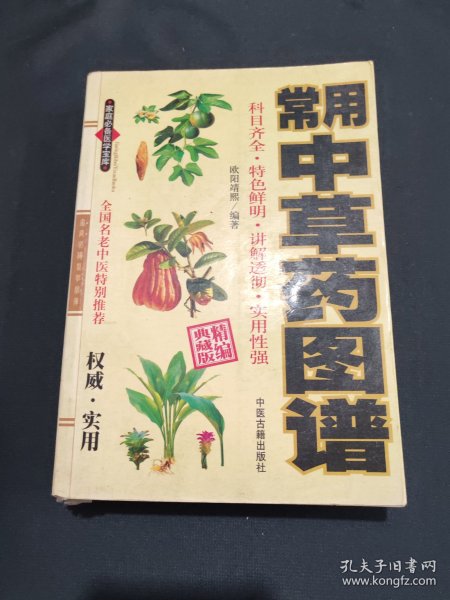 常用
中草药图谱
科目齐全·特色鲜明·讲解透彻·实用性强
欧阳靖熙/编著
精编
典藏版
中医古籍出版社
家庭必备医学宝库
全国名老中医特别推荐
权威·实用
孔夫子旧书网
www.kongfz.com